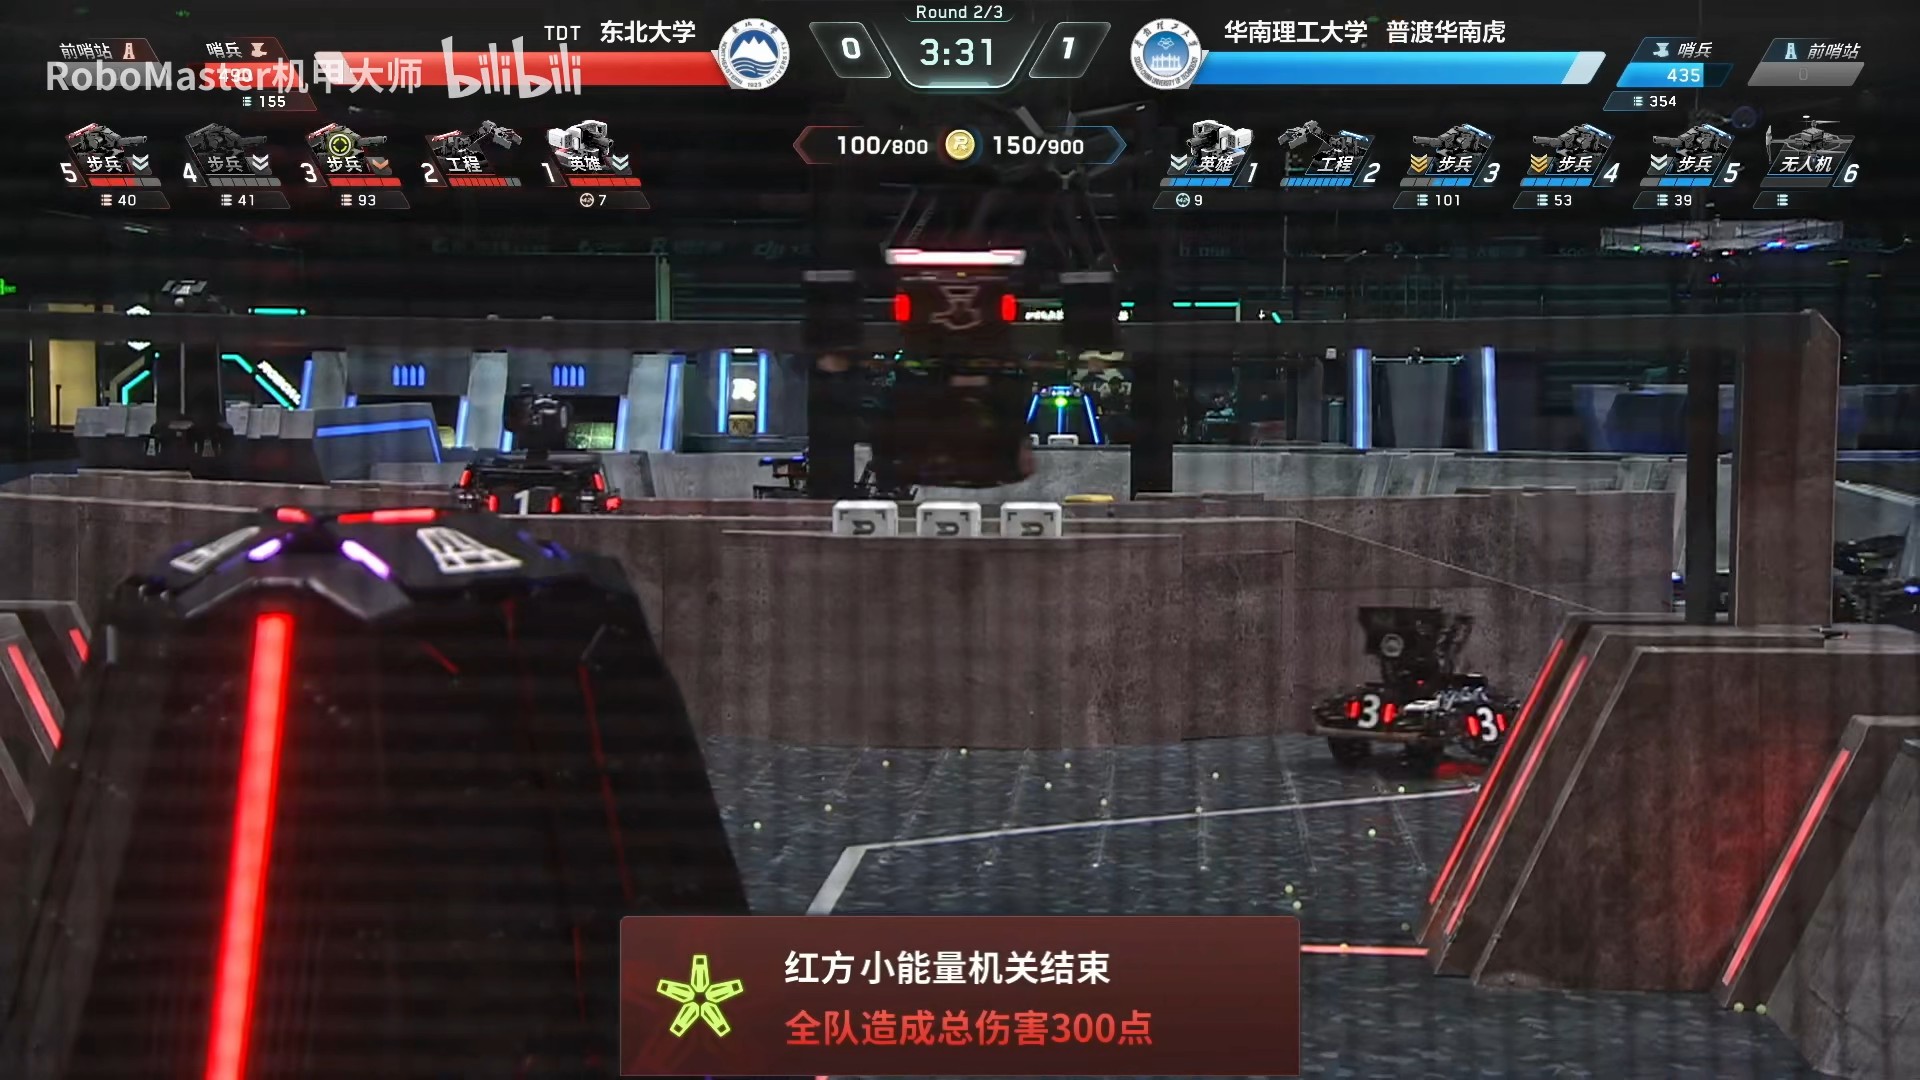 Round 2/3
TDT 东北大学
0
3:31
1
华南理工大学 普渡华南虎
前哨站
哨兵
490
155
RoboMaster机甲大师 bilibili
哨兵
435
354
前哨站
0
100/800
150/900
5 步兵
40
4 步兵
41
3 步兵
93
2 工程
1 英雄
7
英雄 1
9
工程 2
步兵 3
101
步兵 4
53
步兵 5
39
无人机 6
1
3
3
红方小能量机关结束
全队造成总伤害300点